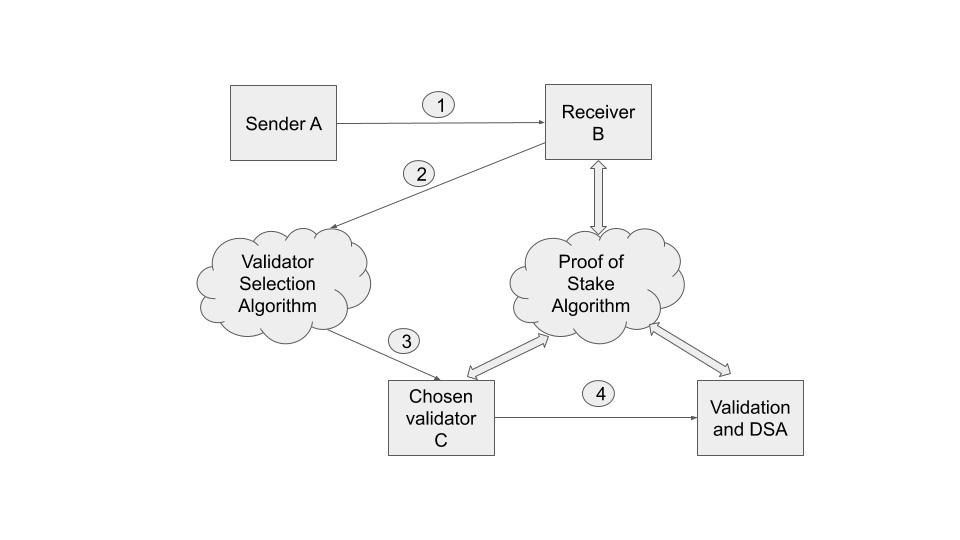 Sender A
1
Receiver
B
2
Validator
Selection
Algorithm
Proof of
Stake
Algorithm
3
Chosen
validator
C
4
Validation
and DSA